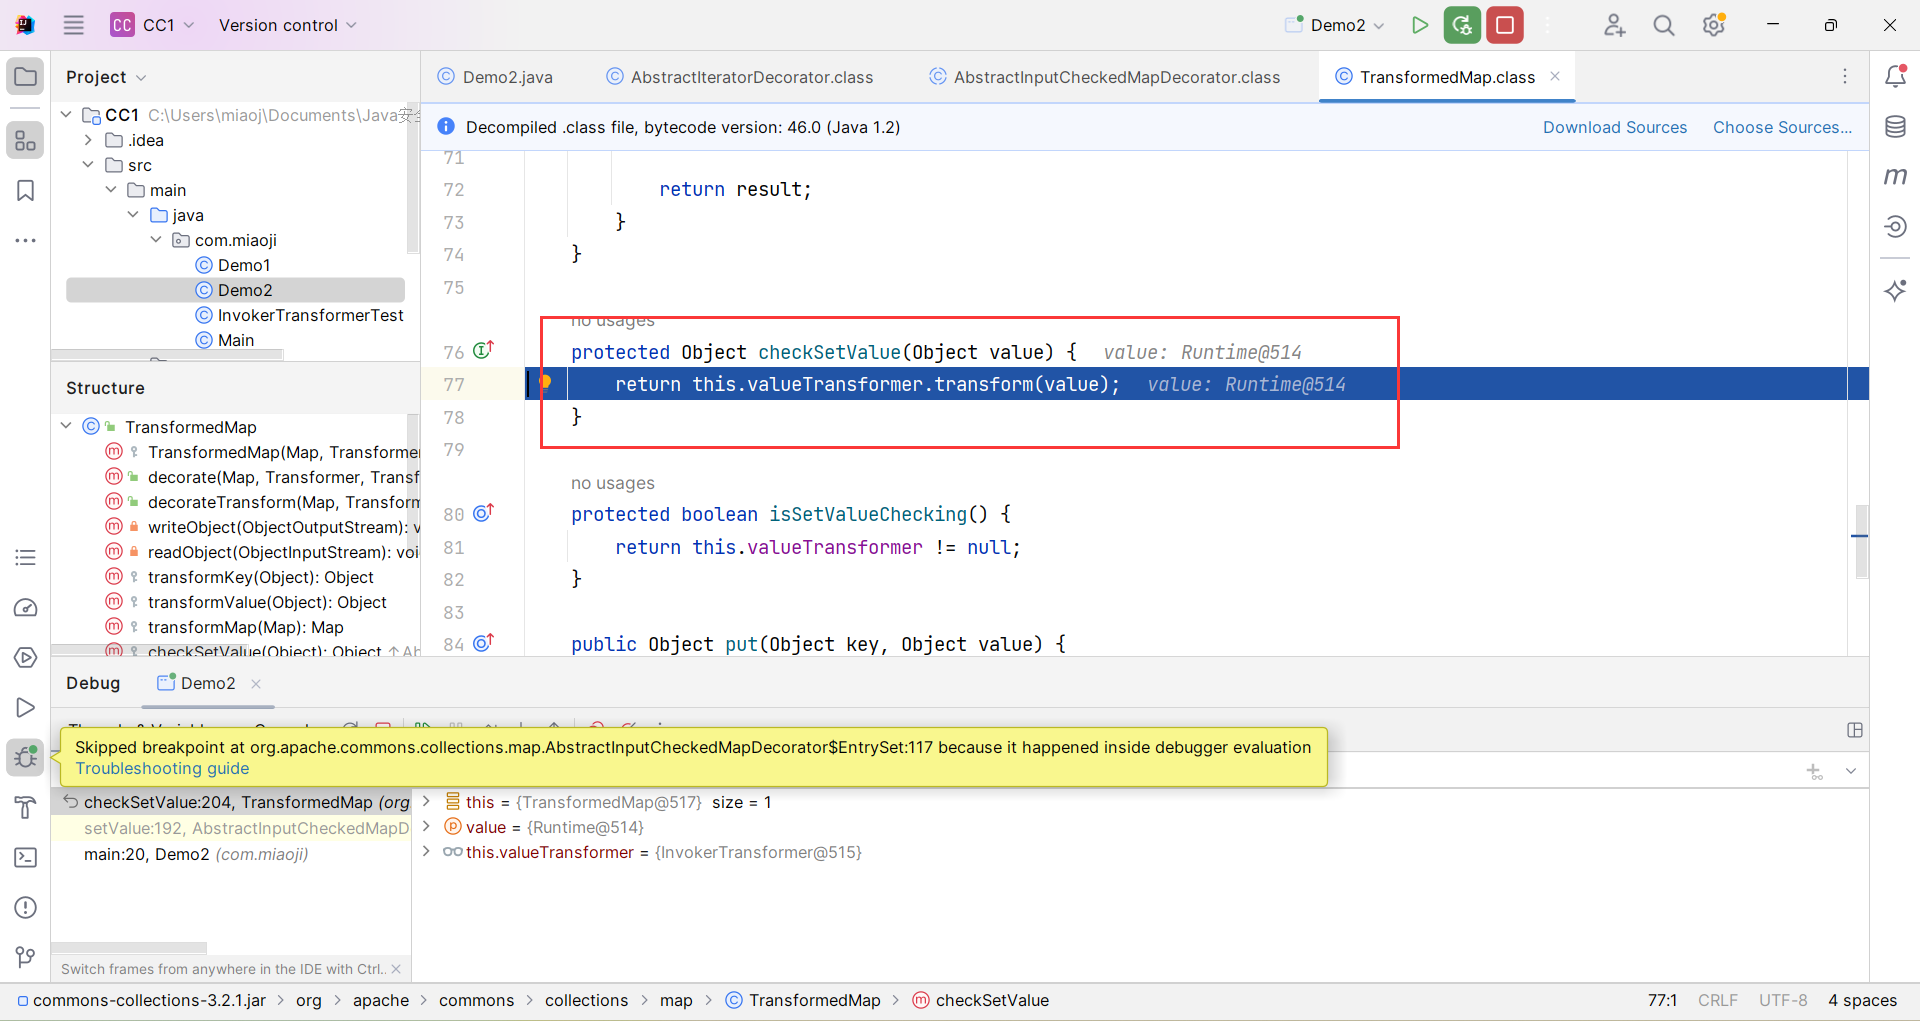 CC CC1 Version control Demo2
Project
CC1 C:\Users\miaoj\Documents\Java安全
.idea
src
main
java
com.miaoji
Demo1
Demo2
InvokerTransformerTest
Main
Structure
TransformedMap
TransformedMap(Map, Transforme
decorate(Map, Transformer, Transf
decorateTransform(Map, Transform
writeObject(ObjectOutputStream): v
readObject(ObjectInputStream): voi
transformKey(Object): Object
transformValue(Object): Object
transformMap(Map): Map
checkSetValue(Object): Object ↑Ab
Demo2.java AbstractIteratorDecorator.class AbstractInputCheckedMapDecorator.class TransformedMap.class
Decompiled .class file, bytecode version: 46.0 (Java 1.2) Download Sources Choose Sources...
71
72 return result;
73 }
74 }
75
no usages
76 protected Object checkSetValue(Object value) { value: Runtime@514
77 return this.valueTransformer.transform(value); value: Runtime@514
78 }
79
no usages
80 protected boolean isSetValueChecking() {
81 return this.valueTransformer != null;
82 }
83
84 public Object put(Object key, Object value) {
Debug Demo2
Skipped breakpoint at org.apache.commons.collections.map.AbstractInputCheckedMapDecorator$EntrySet:117 because it happened inside debugger evaluation
Troubleshooting guide
checkSetValue:204, TransformedMap (org
setValue:192, AbstractInputCheckedMapD
main:20, Demo2 (com.miaoji)
this = {TransformedMap@517} size = 1
value = {Runtime@514}
this.valueTransformer = {InvokerTransformer@515}
Switch frames from anywhere in the IDE with Ctrl..
commons-collections-3.2.1.jar > org > apache > commons > collections > map > TransformedMap > checkSetValue 77:1 CRLF UTF-8 4 spaces